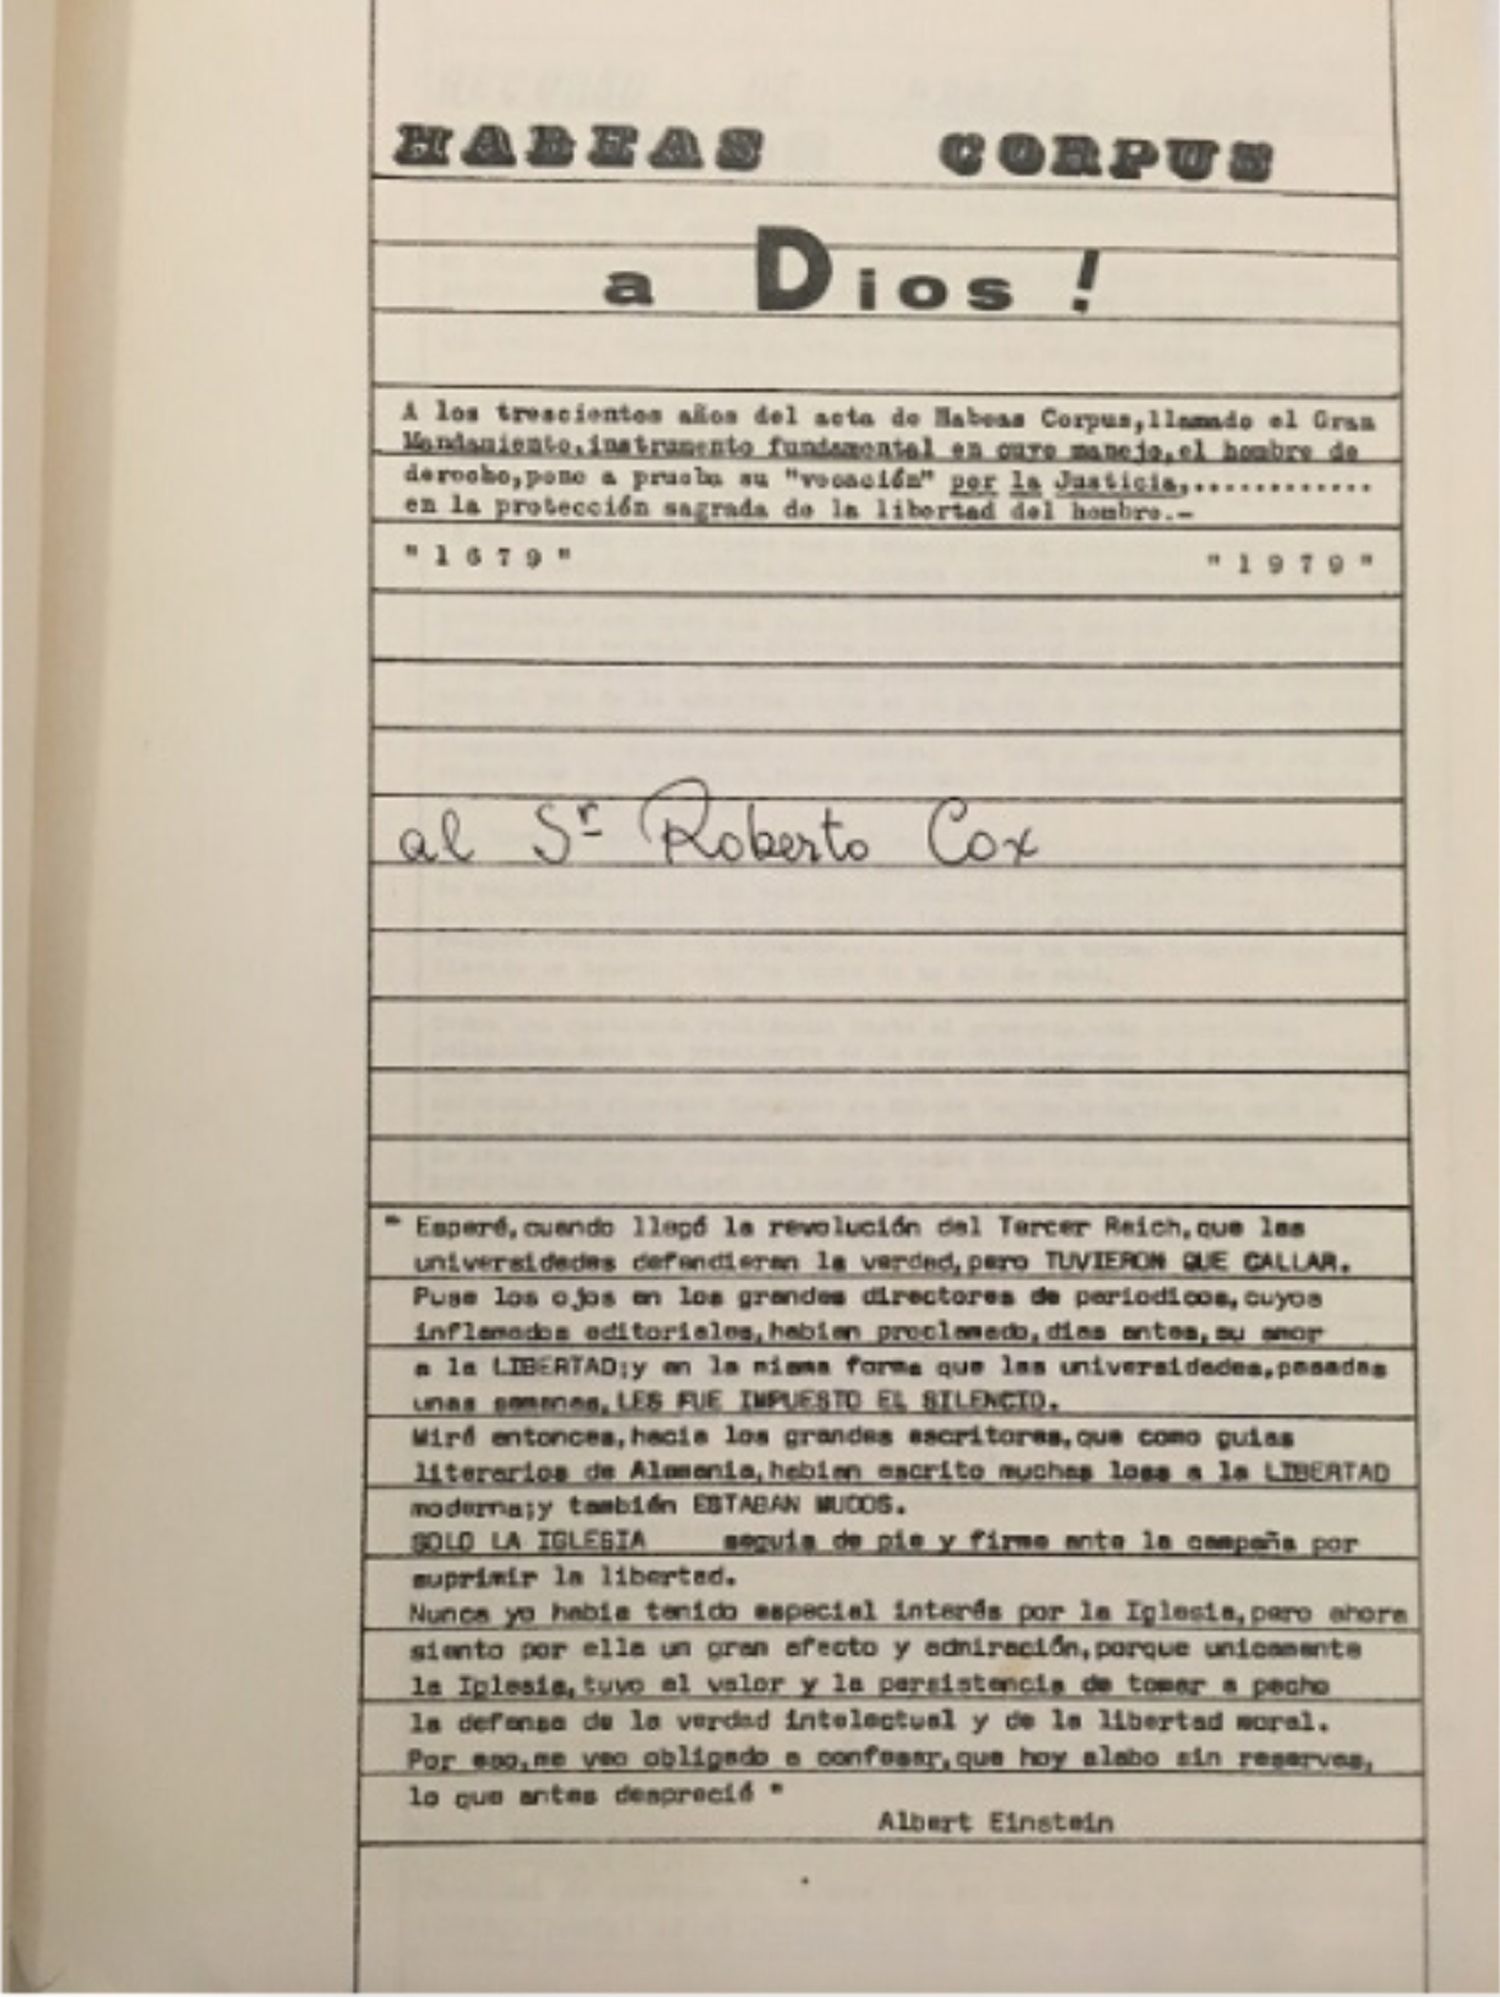 HABEAS CORPUS
a Dios!
A los trescientos años del acta de Habeas Corpus,llamado el Gran
Mandamiento,instrumento fundamental en cuyo manejo,el hombre de
derecho,pone a prueba su "vocación" por la Justicia,............
en la protección sagrada de la libertad del hombre.-
"1679" "1979"
al Sr Roberto Cox
" Esperé,cuando llegó la revolución del Tercer Reich,que las
universidades defendieran la verdad,pero TUVIERON QUE CALLAR.
Puse los ojos en los grandes directores de periodicos,cuyos
inflamados editoriales,habian proclamado,dias antes,su amor
a la LIBERTAD;y en la misma forma que las universidades,pasadas
unas semanas,LES FUE IMPUESTO EL SILENCIO.
Miré entonces,hacia los grandes escritores,que como guias
literarios de Alemania,habian escrito muchas loas a la LIBERTAD
moderna;y también ESTABAN MUDOS.
SOLO LA IGLESIA seguia de pie y firme ante la campaña por
suprimir la libertad.
Nunca yo habia tenido especial interés por la Iglesia,pero ahora
siento por ella un gran afecto y admiración,porque unicamente
la Iglesia,tuvo el valor y la persistencia de tomar a pecho
la defensa de la verdad intelectual y de la libertad moral.
Por eso,me veo obligado a confesar,que hoy alabo sin reservas,
lo que antes desprecié "
Albert Einstein